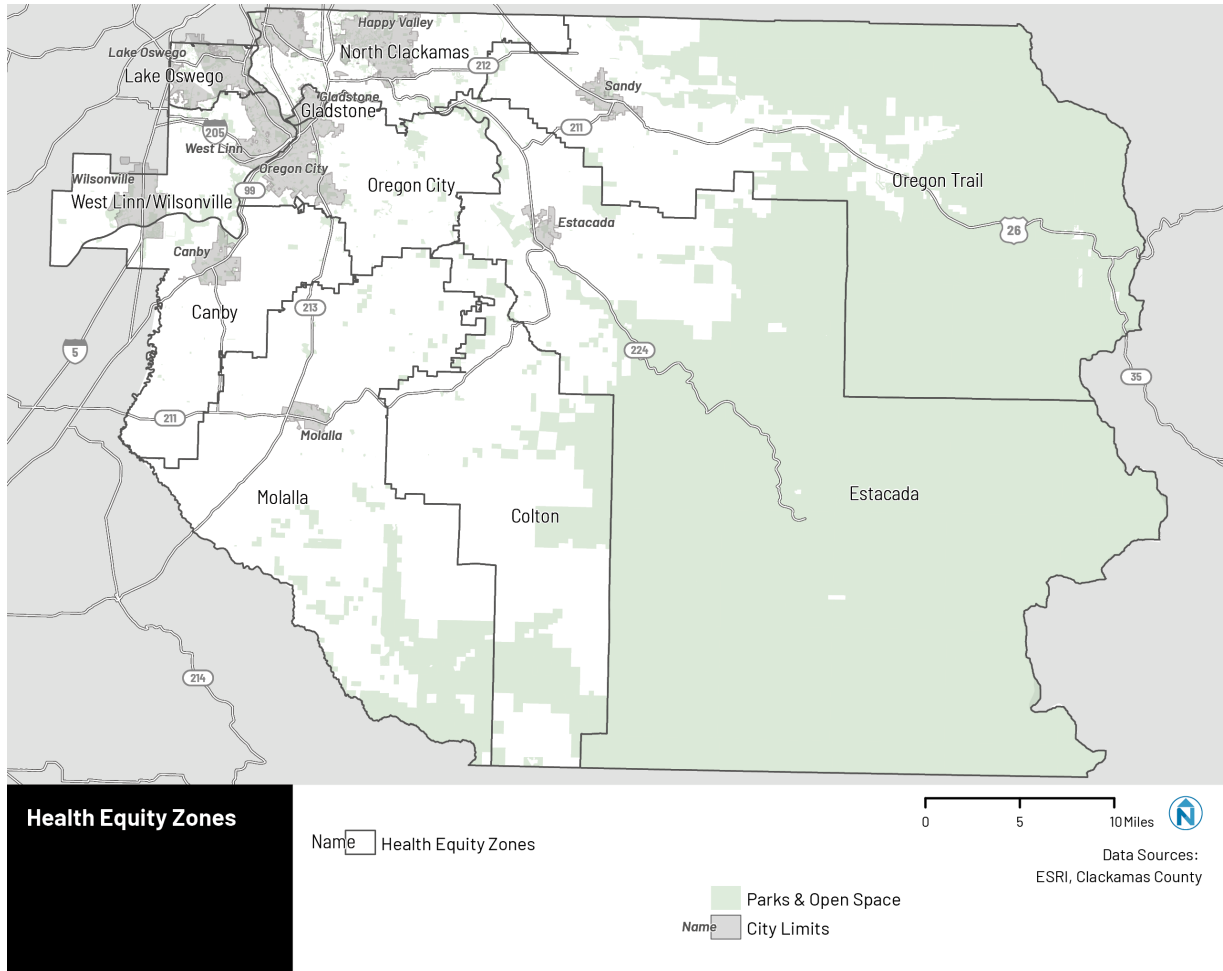 Happy Valley
Lake Oswego
North Clackamas
212
Lake Oswego
Sandy
Gladstone
Gladstone
205
211
West Linn
Oregon City
Wilsonville
Oregon City
Oregon Trail
99
West Linn/Wilsonville
Estacada
26
Canby
213
Canby
5
224
35
211
Molalla
Estacada
Molalla
Colton
214
Health Equity Zones
0 5 10 Miles
N
Name Health Equity Zones
Data Sources:
ESRI, Clackamas County
Parks & Open Space
Name City Limits